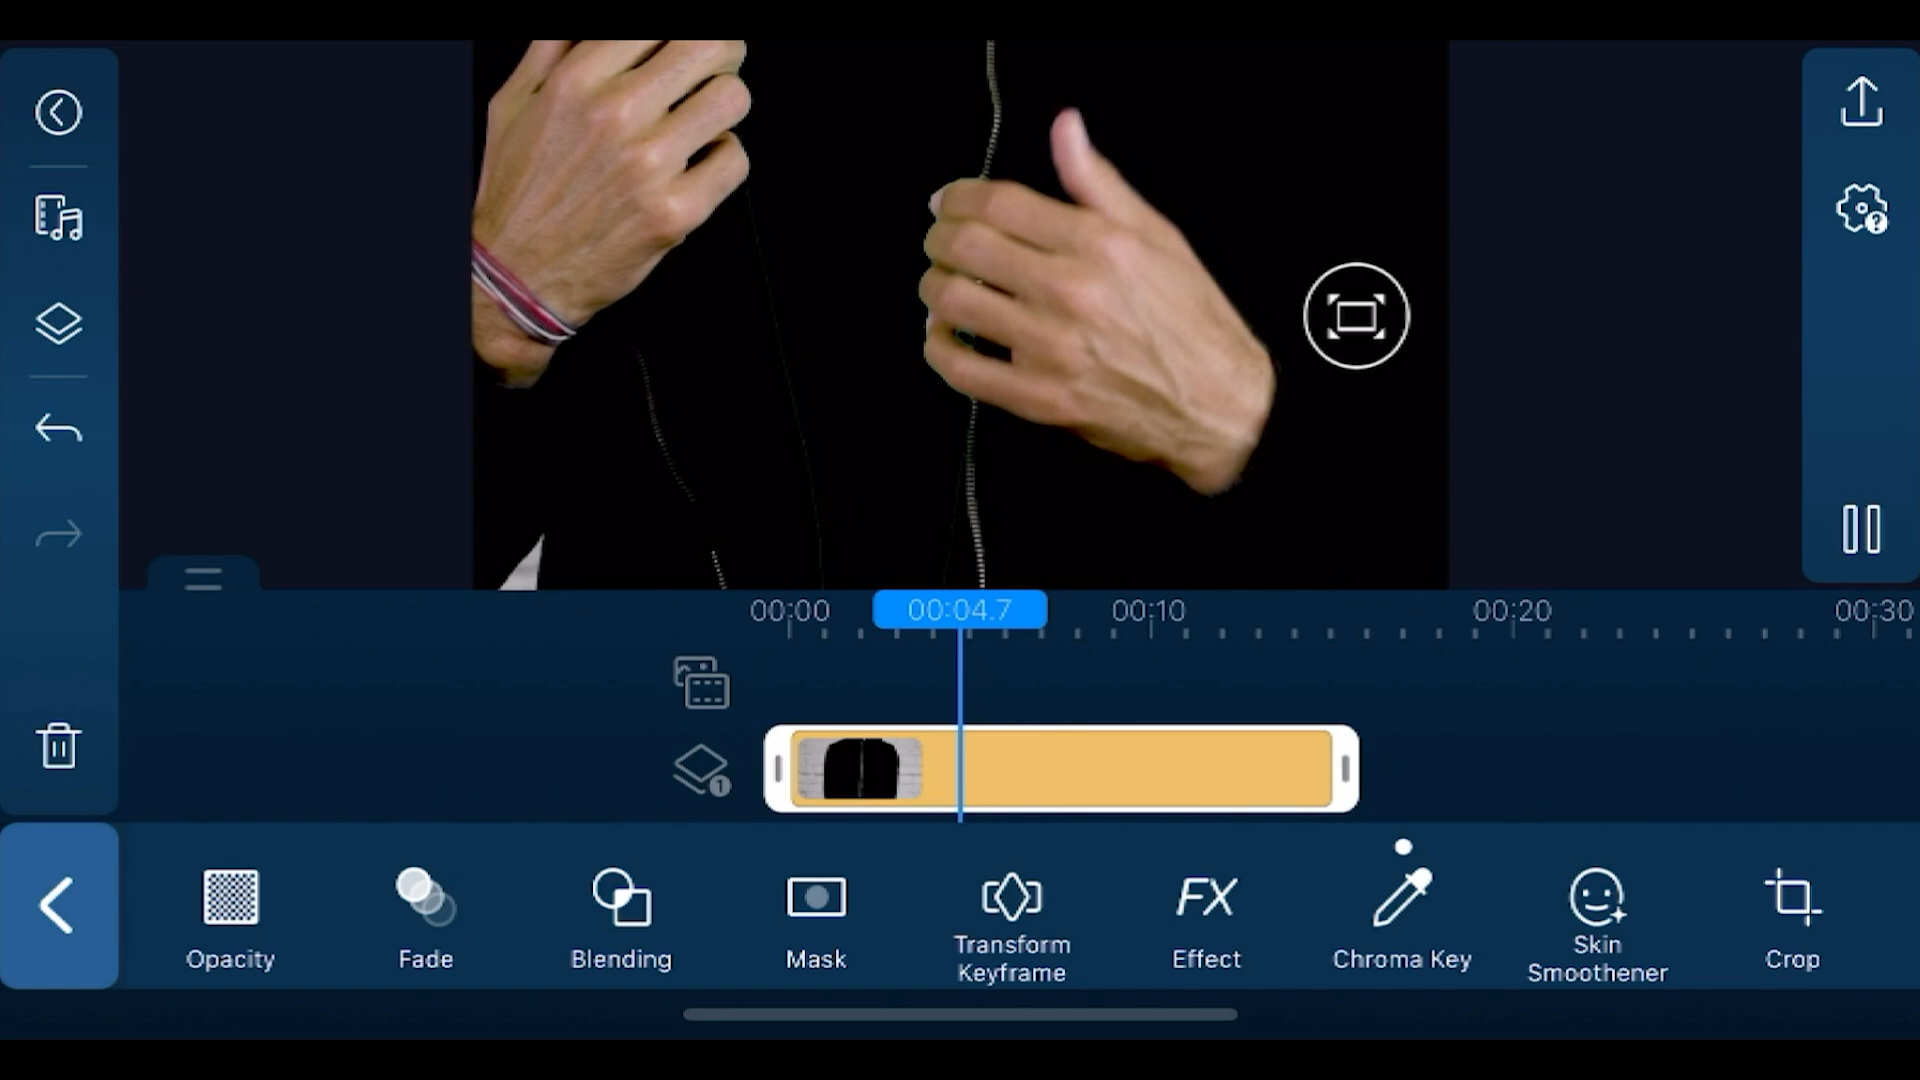 00:00 00:04.7 00:10 00:20 00:30
1
Opacity
Fade
Blending
Mask
Transform
Keyframe
FX
Effect
Chroma Key
Skin
Smoothener
Crop